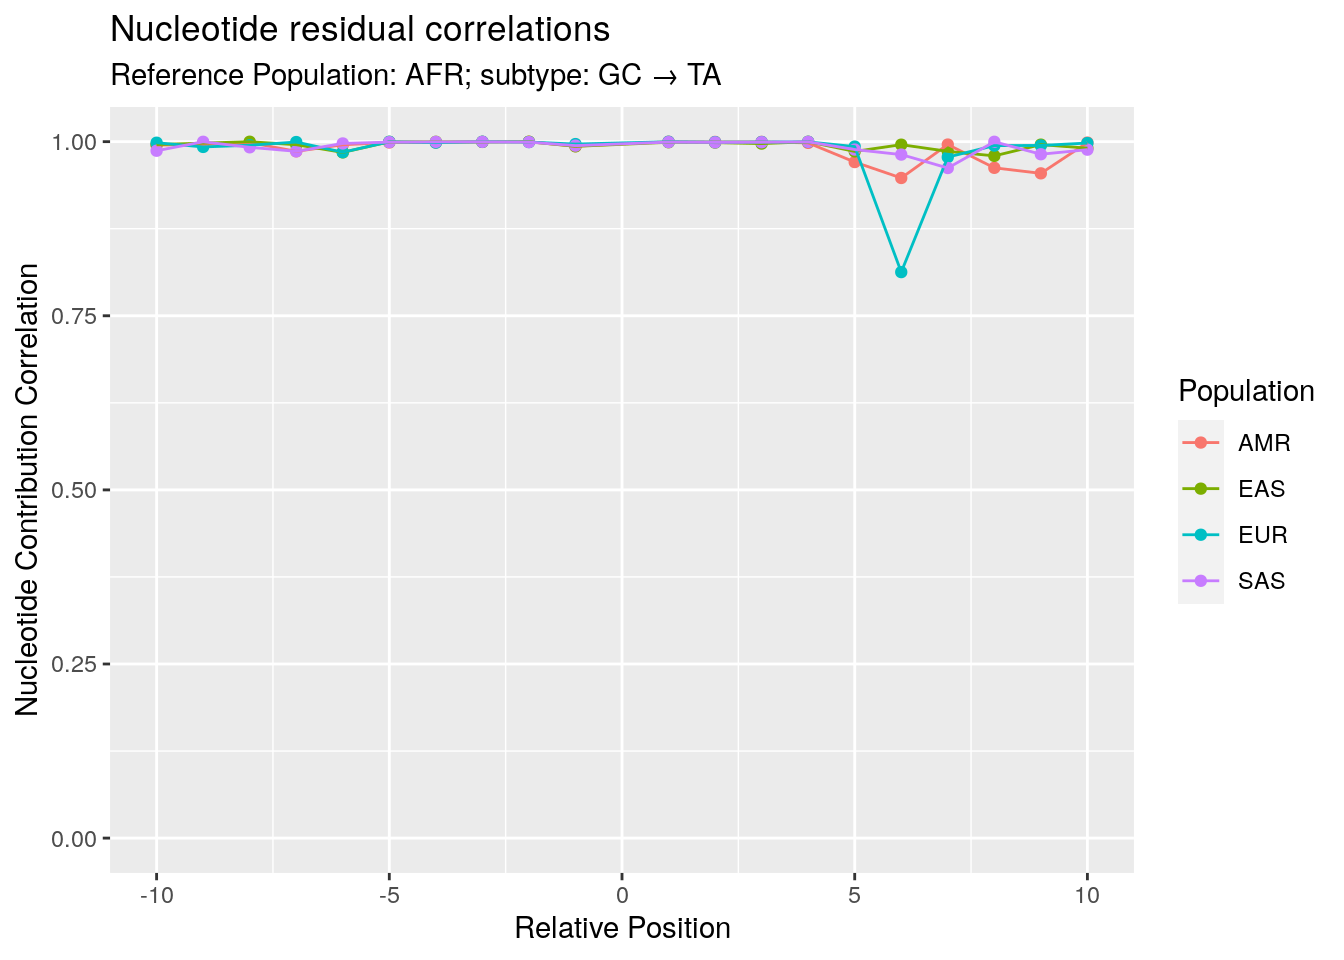 Nucleotide residual correlations
Reference Population: AFR; subtype: GC → TA
Nucleotide Contribution Correlation
1.00
0.75
0.50
0.25
0.00
-10
-5
0
5
10
Relative Position
Population
AMR
EAS
EUR
SAS